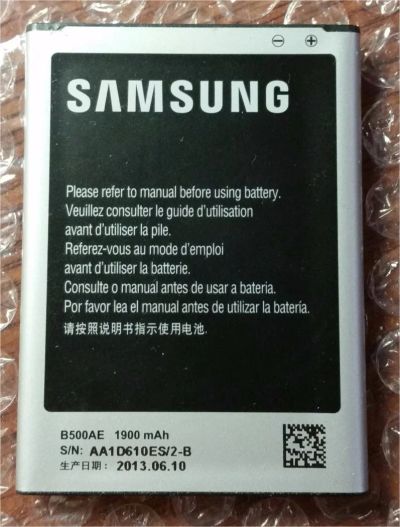 SAMSUNG
Please refer to manual before using battery.
Veuillez consulter le guide d'utilisation
avant d'utiliser la pile.
Referez-vous au mode d'emploi
avant d'utiliser la batterie.
Consulte o manual antes de usar a bateria.
Por favor lea el manual antes de utilizar la batería.
请按照说明书指示使用电池.
B500AE 1900 mAh
S/N: AA1D610ES/2-B
生产日期: 2013.06.10